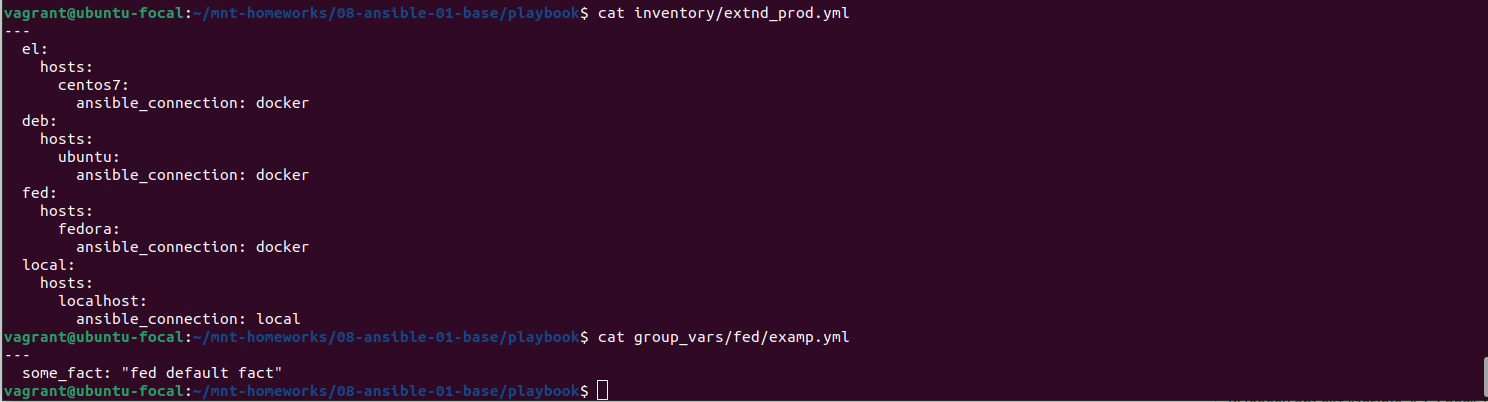 vagrant@ubuntu-focal:~/mnt-homeworks/08-ansible-01-base/playbook$ cat inventory/extnd_prod.yml
---
  el:
    hosts:
      centos7:
        ansible_connection: docker
  deb:
    hosts:
      ubuntu:
        ansible_connection: docker
  fed:
    hosts:
      fedora:
        ansible_connection: docker
  local:
    hosts:
      localhost:
        ansible_connection: local
vagrant@ubuntu-focal:~/mnt-homeworks/08-ansible-01-base/playbook$ cat group_vars/fed/examp.yml
---
  some_fact: "fed default fact"
vagrant@ubuntu-focal:~/mnt-homeworks/08-ansible-01-base/playbook$